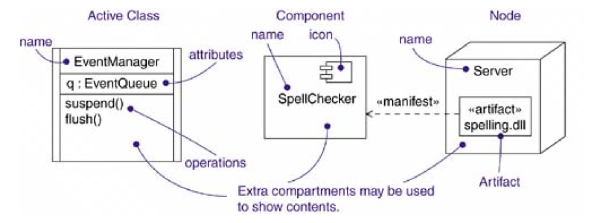 Active Class
Component
Node
name
EventManager
attributes
q : EventQueue
suspend()
flush()
operations
name
icon
SpellChecker
«manifest»
name
Server
«artifact»
spelling.dll
Artifact
Extra compartments may be used
to show contents.